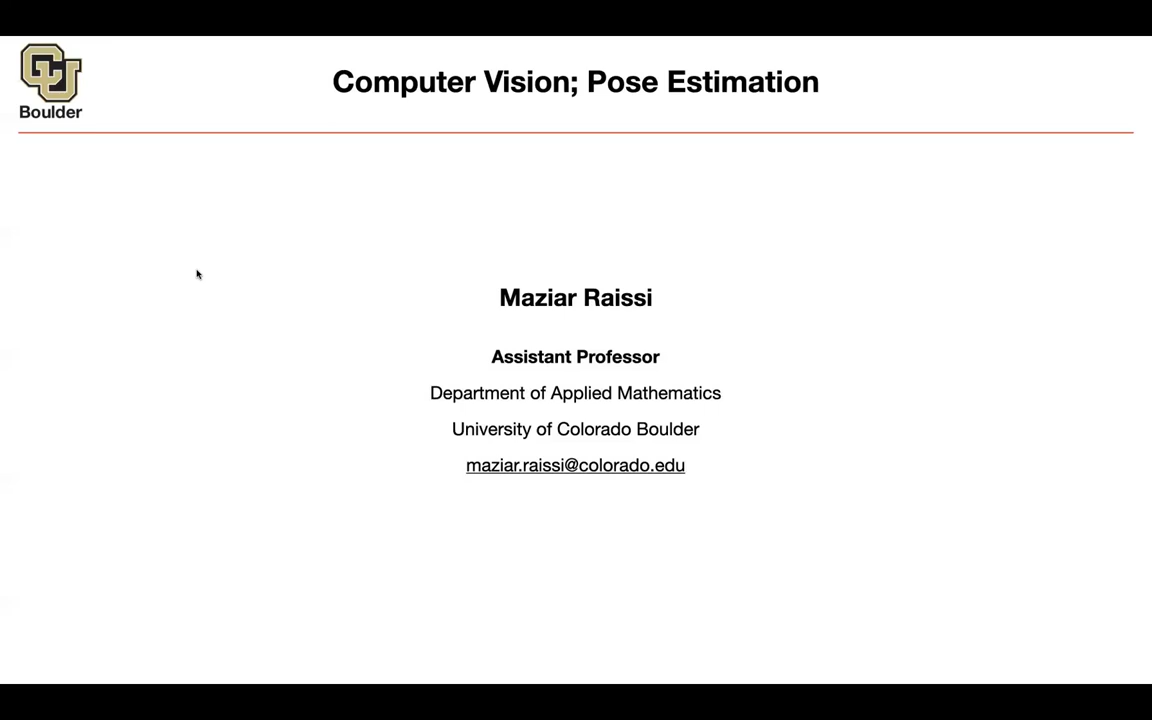 CU
Boulder
Computer Vision; Pose Estimation
Maziar Raissi
Assistant Professor
Department of Applied Mathematics
University of Colorado Boulder
maziar.raissi@colorado.edu